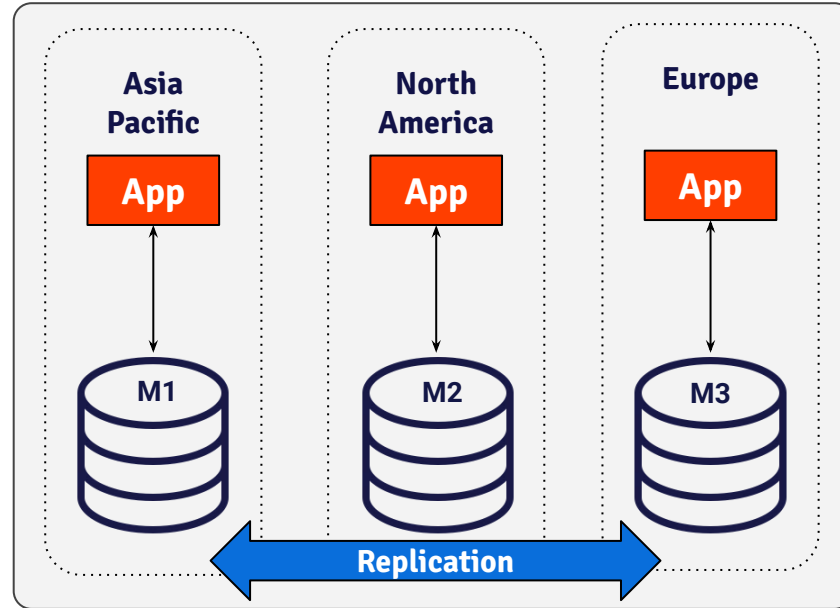 Asia
Pacific
App
M1
North
America
App
M2
Europe
App
M3
Replication